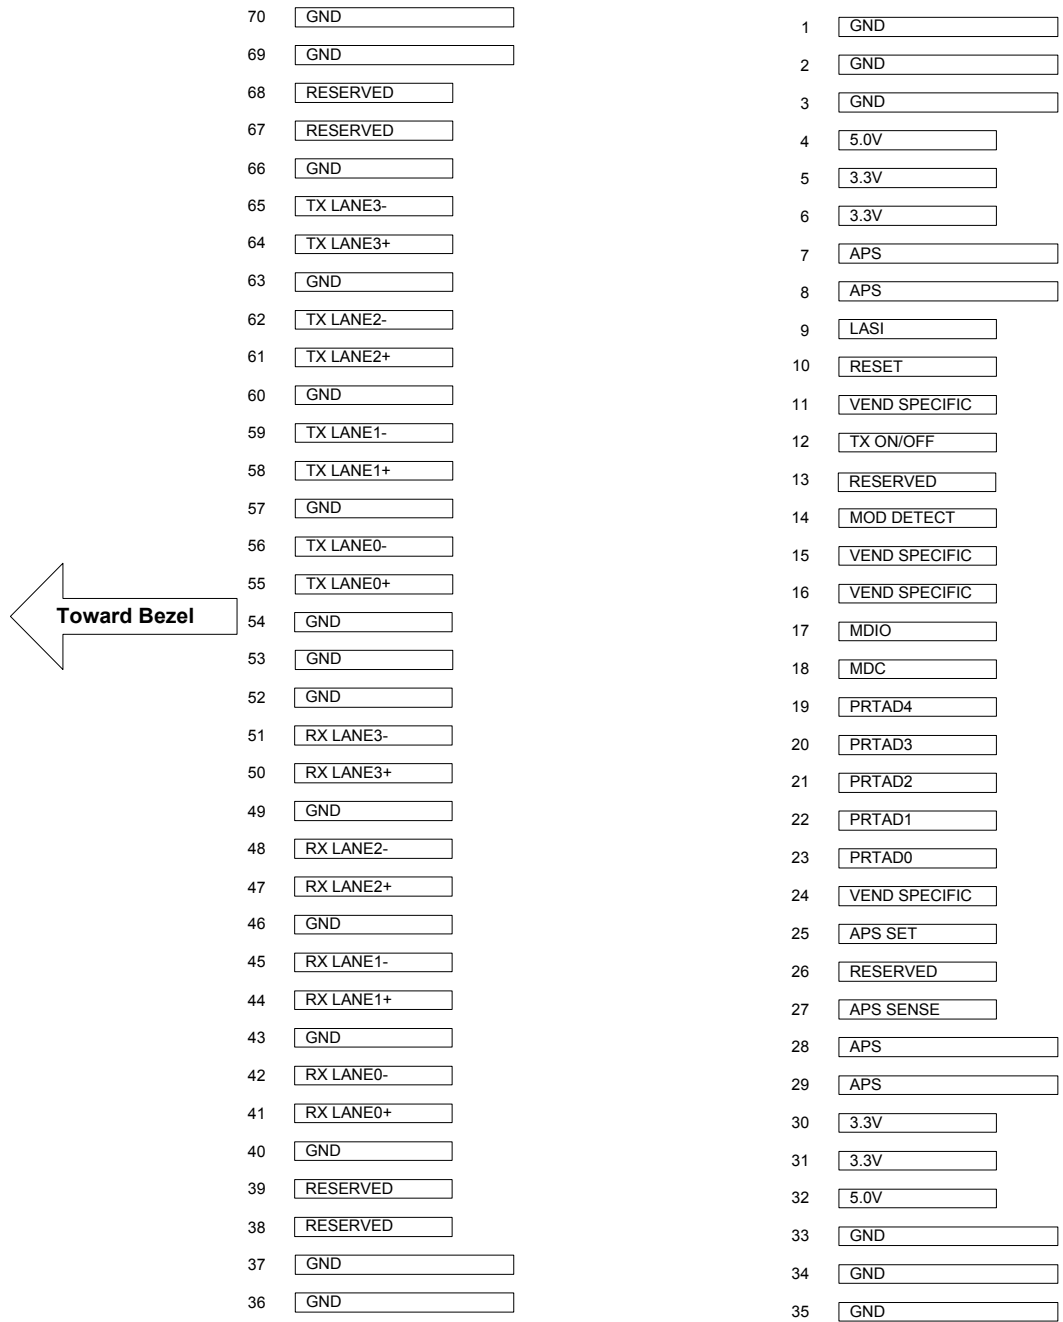 70 GND
69 GND
68 RESERVED
67 RESERVED
66 GND
65 TX LANE3-
64 TX LANE3+
63 GND
62 TX LANE2-
61 TX LANE2+
60 GND
59 TX LANE1-
58 TX LANE1+
57 GND
56 TX LANE0-
55 TX LANE0+
Toward Bezel
54 GND
53 GND
52 GND
51 RX LANE3-
50 RX LANE3+
49 GND
48 RX LANE2-
47 RX LANE2+
46 GND
45 RX LANE1-
44 RX LANE1+
43 GND
42 RX LANE0-
41 RX LANE0+
40 GND
39 RESERVED
38 RESERVED
37 GND
36 GND
1 GND
2 GND
3 GND
4 5.0V
5 3.3V
6 3.3V
7 APS
8 APS
9 LASI
10 RESET
11 VEND SPECIFIC
12 TX ON/OFF
13 RESERVED
14 MOD DETECT
15 VEND SPECIFIC
16 VEND SPECIFIC
17 MDIO
18 MDC
19 PRTAD4
20 PRTAD3
21 PRTAD2
22 PRTAD1
23 PRTAD0
24 VEND SPECIFIC
25 APS SET
26 RESERVED
27 APS SENSE
28 APS
29 APS
30 3.3V
31 3.3V
32 5.0V
33 GND
34 GND
35 GND